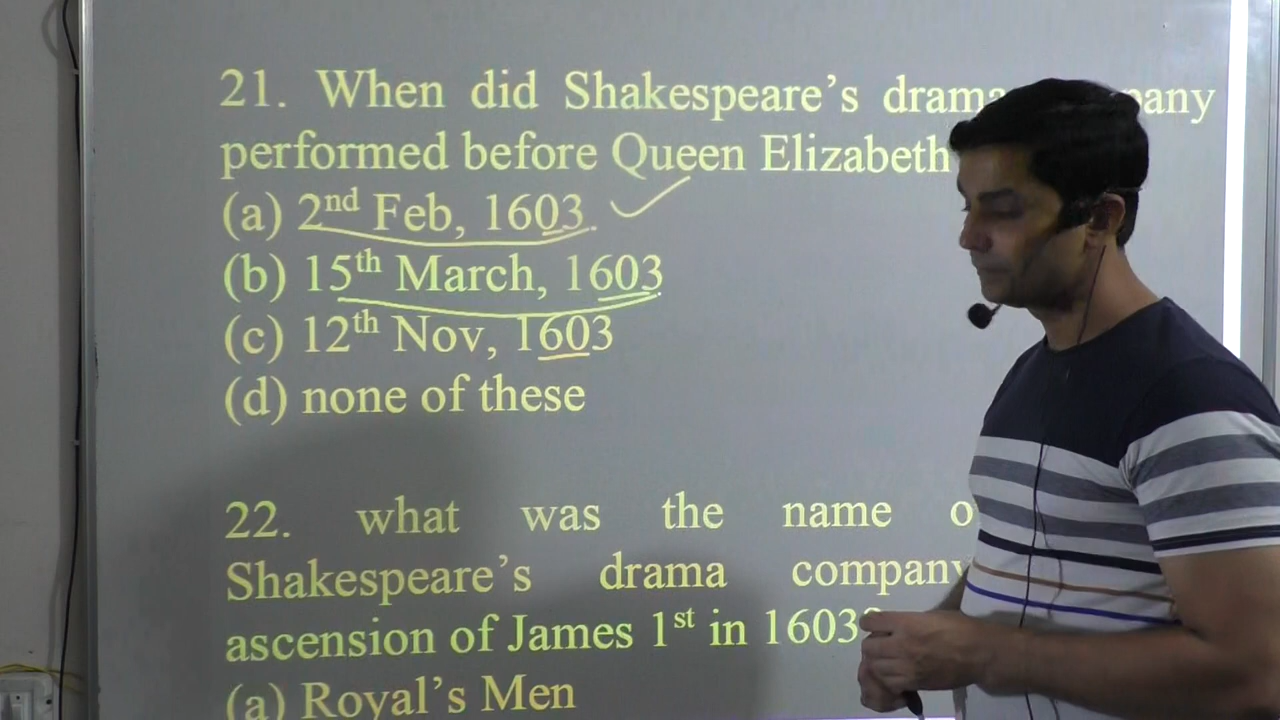 21. When did Shakespeare's drama pany
performed before Queen Elizabeth
(a) 2nd Feb, 1603.
(b) 15th March, 1603.
(c) 12th Nov, 1603
(d) none of these
22. what was the name
Shakespeare's drama company
ascension of James 1st in 1603?
(a) Royal's Men